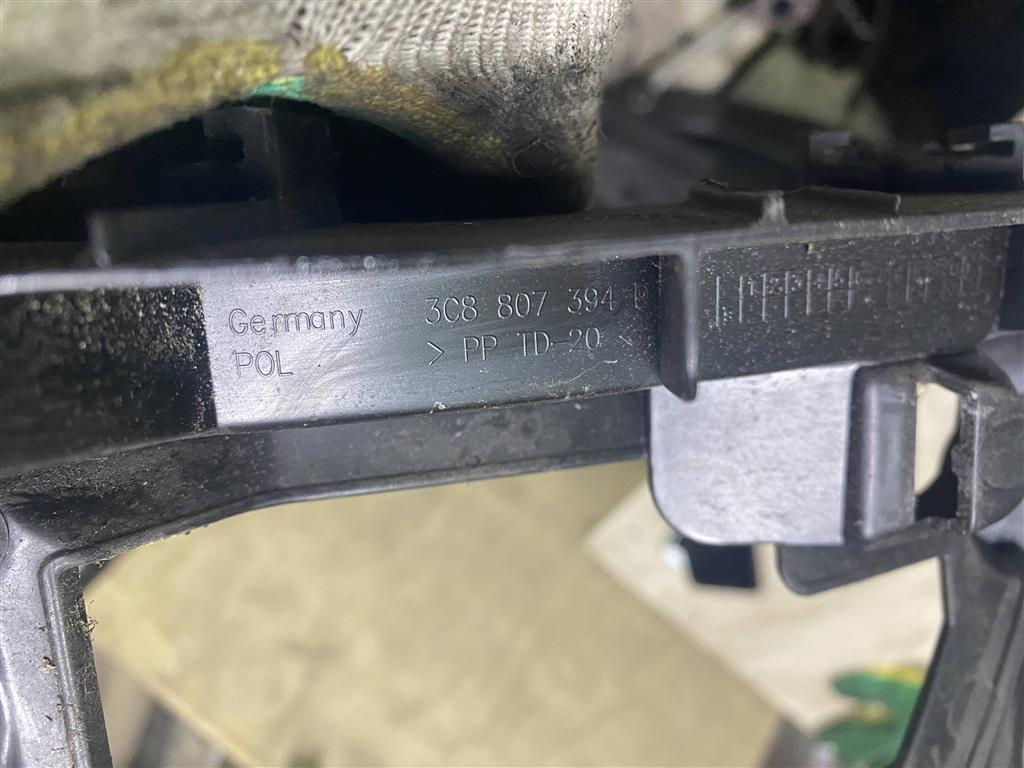 Germany 3C8 807 394
POL > PP TD-20 <